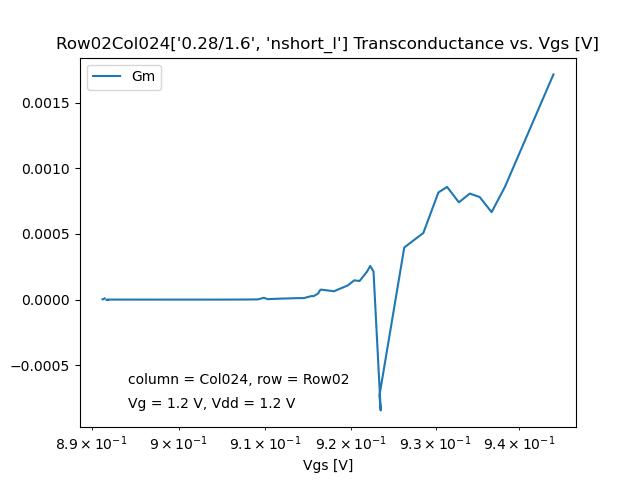 Row02Col024['0.28/1.6', 'nshort_l'] Transconductance vs. Vgs [V]
Gm
0.0015
0.0010
0.0005
0.0000
−0.0005
column = Col024, row = Row02
Vg = 1.2 V, Vdd = 1.2 V
8.9 × 10⁻¹ 9 × 10⁻¹ 9.1 × 10⁻¹ 9.2 × 10⁻¹ 9.3 × 10⁻¹ 9.4 × 10⁻¹
Vgs [V]